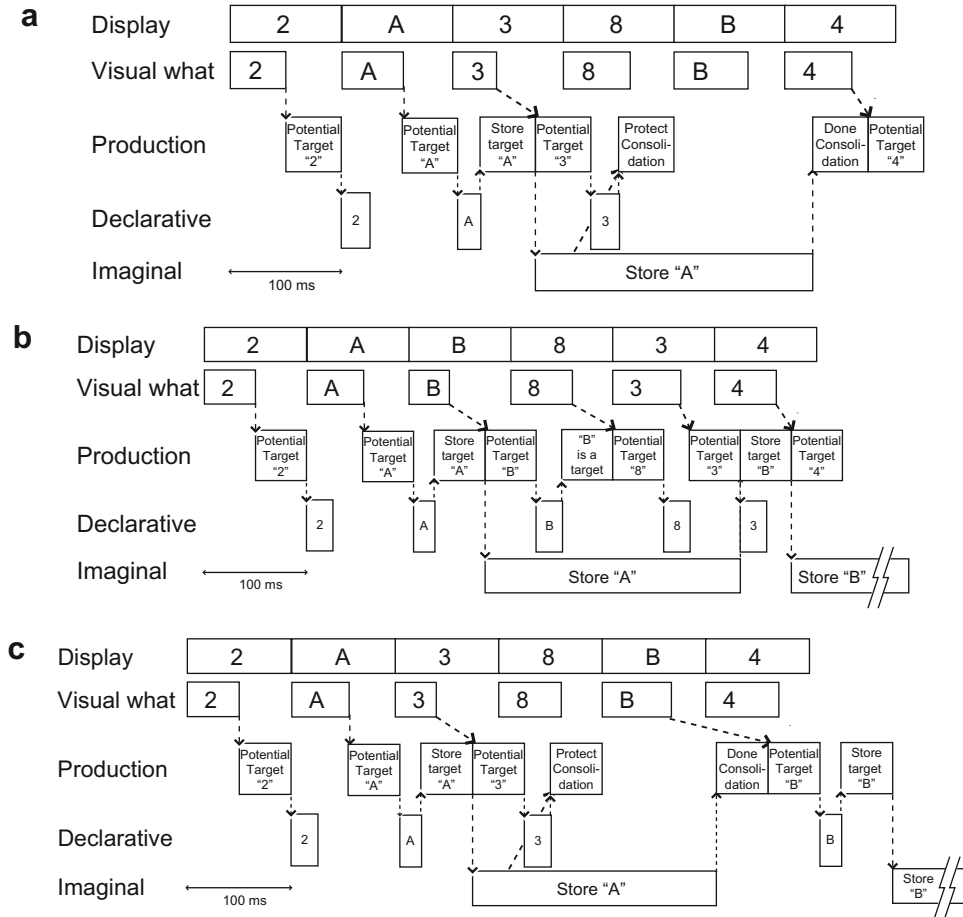 a
Display 2 A 3 8 B 4
Visual what 2 A 3 8 B 4
Production
Potential Target "2"
Potential Target "A"
Store target "A"
Potential Target "3"
Protect Consoli-dation
Done Consoli-dation
Potential Target "4"
Declarative 2 A 3
Imaginal Store "A"
100 ms
b
Display 2 A B 8 3 4
Visual what 2 A B 8 3 4
Production
Potential Target "2"
Potential Target "A"
Store target "A"
Potential Target "B"
"B" is a target
Potential Target "8"
Potential Target "3"
Store target "B"
Potential Target "4"
Declarative 2 A B 8 3
Imaginal Store "A" Store "B"
100 ms
c
Display 2 A 3 8 B 4
Visual what 2 A 3 8 B 4
Production
Potential Target "2"
Potential Target "A"
Store target "A"
Potential Target "3"
Protect Consoli-dation
Done Consoli-dation
Potential Target "B"
Store target "B"
Declarative 2 A 3 B
Imaginal Store "A" Store "B"
100 ms